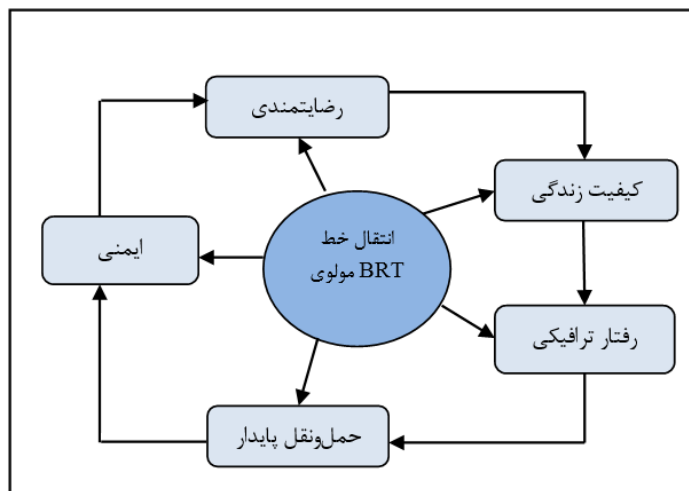 رضایتمندی
کیفیت زندگی
انتقال خط
BRT مولوی
ایمنی
رفتار ترافیکی
حمل‌ونقل پایدار